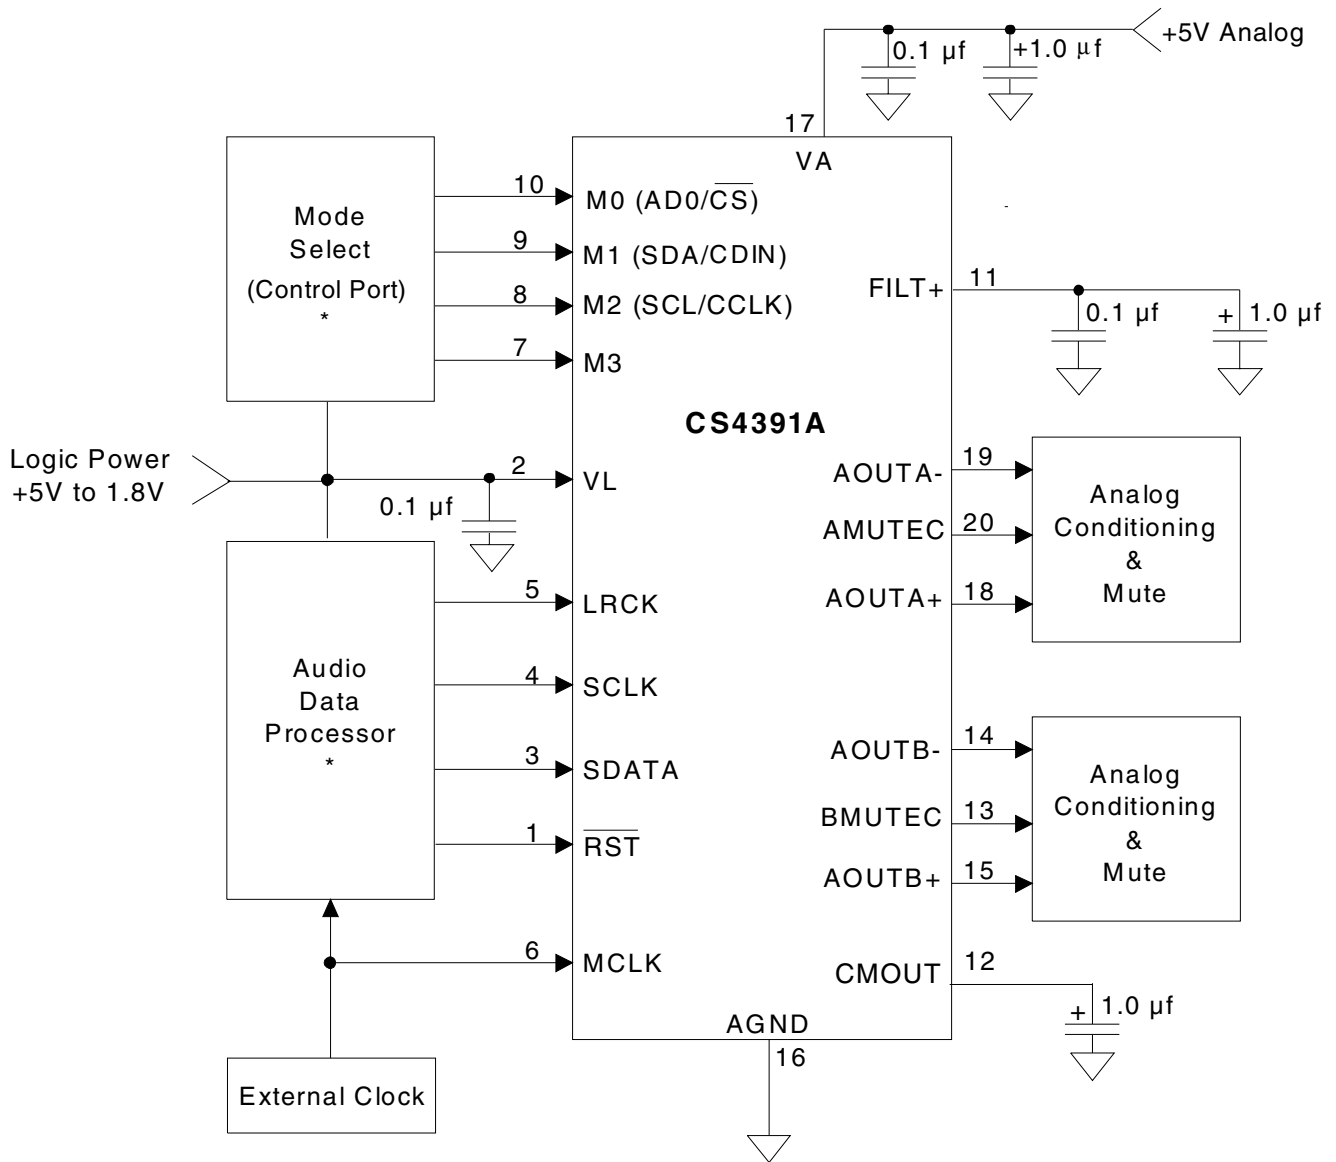 +5V Analog
0.1 µf
+1.0 µf
17
VA
Mode
Select
(Control Port)
*
10
M0 (AD0/C̅S̅)
9
M1 (SDA/CDIN)
8
M2 (SCL/CCLK)
7
M3
FILT+
11
0.1 µf
+ 1.0 µf
CS4391A
Logic Power
+5V to 1.8V
2
VL
0.1 µf
AOUTA-
19
AMUTEC
20
AOUTA+
18
Analog
Conditioning
&
Mute
Audio
Data
Processor
*
5
LRCK
4
SCLK
3
SDATA
1
R̅S̅T̅
6
MCLK
AOUTB-
14
BMUTEC
13
AOUTB+
15
Analog
Conditioning
&
Mute
CMOUT
12
+ 1.0 µf
AGND
16
External Clock